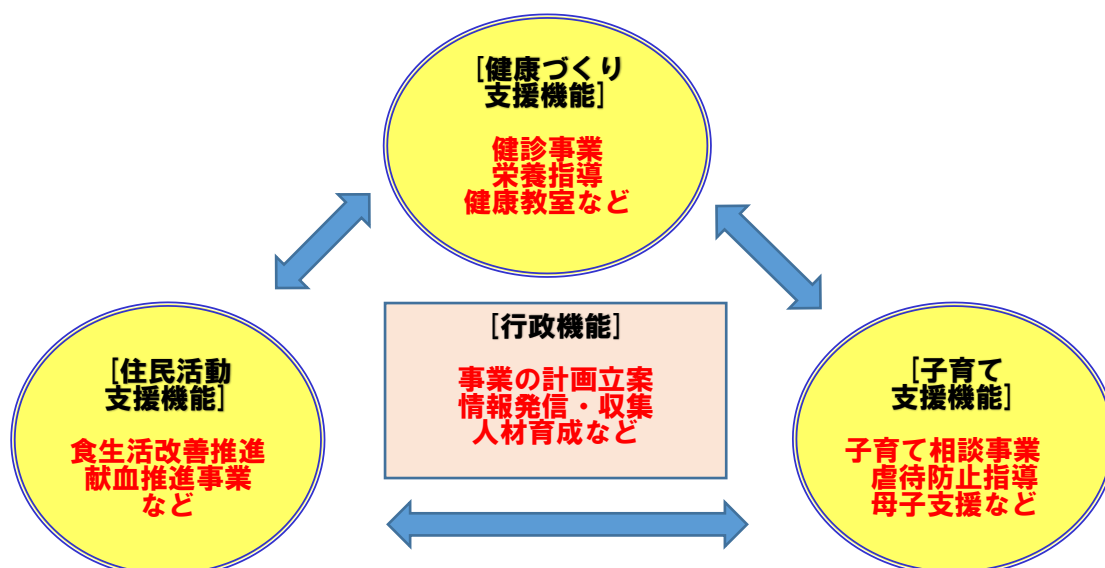 [健康づくり
支援機能]
健診事業
栄養指導
健康教室など
[行政機能]
事業の計画立案
情報発信・収集
人材育成など
[住民活動
支援機能]
食生活改善推進
献血推進事業
など
[子育て
支援機能]
子育て相談事業
虐待防止指導
母子支援など